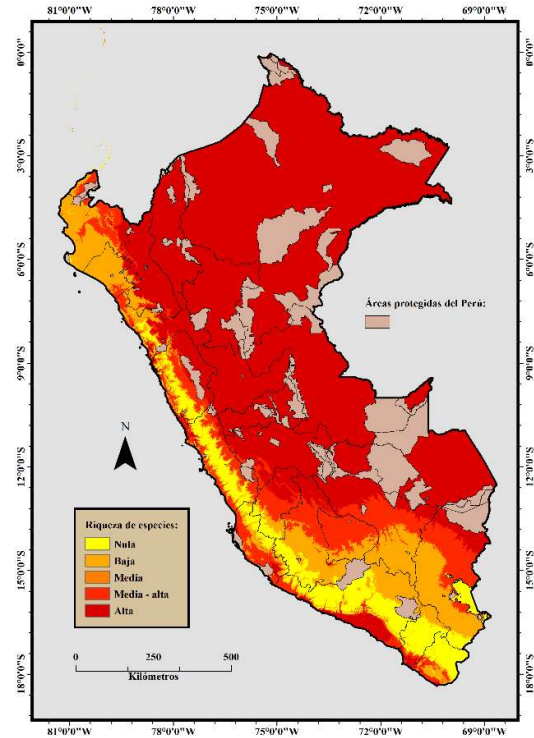 81°0'0"W 78°0'0"W 75°0'0"W 72°0'0"W 69°0'0"W
0°0'0" 0°0'0"
3°0'0"S 3°0'0"S
6°0'0"S 6°0'0"S
Áreas protegidas del Perú:
9°0'0"S 9°0'0"S
N
12°0'0"S 12°0'0"S
Riqueza de especies:
Nula
Baja
Media
Media - alta
Alta
15°0'0"S 15°0'0"S
0 250 500
Kilómetros
18°0'0"S 18°0'0"S
81°0'0"W 78°0'0"W 75°0'0"W 72°0'0"W 69°0'0"W